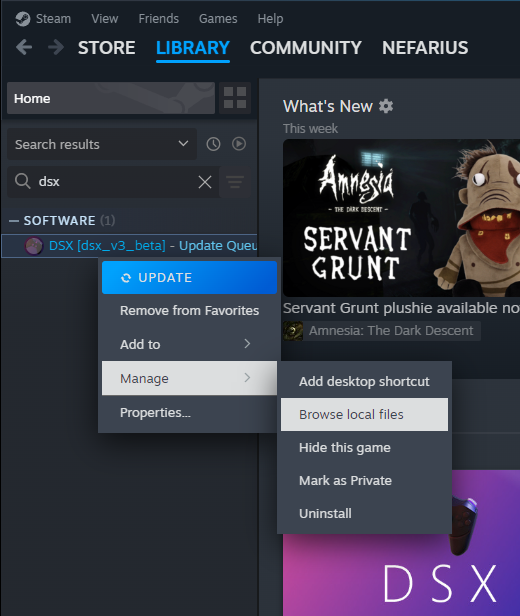 Steam View Friends Games Help
STORE LIBRARY COMMUNITY NEFARIUS
Home
What's New
This week
Search results
dsx
Amnesia
- THE DARK DESCENT -
SERVANT
GRUNT
SOFTWARE (1)
DSX [dsx_v3_beta] - Update Queu
UPDATE
Remove from Favorites
Servant Grunt plushie available no
Add to
Amnesia: The Dark Descent
Manage
Properties...
Add desktop shortcut
Browse local files
Hide this game
Mark as Private
Uninstall
DSX